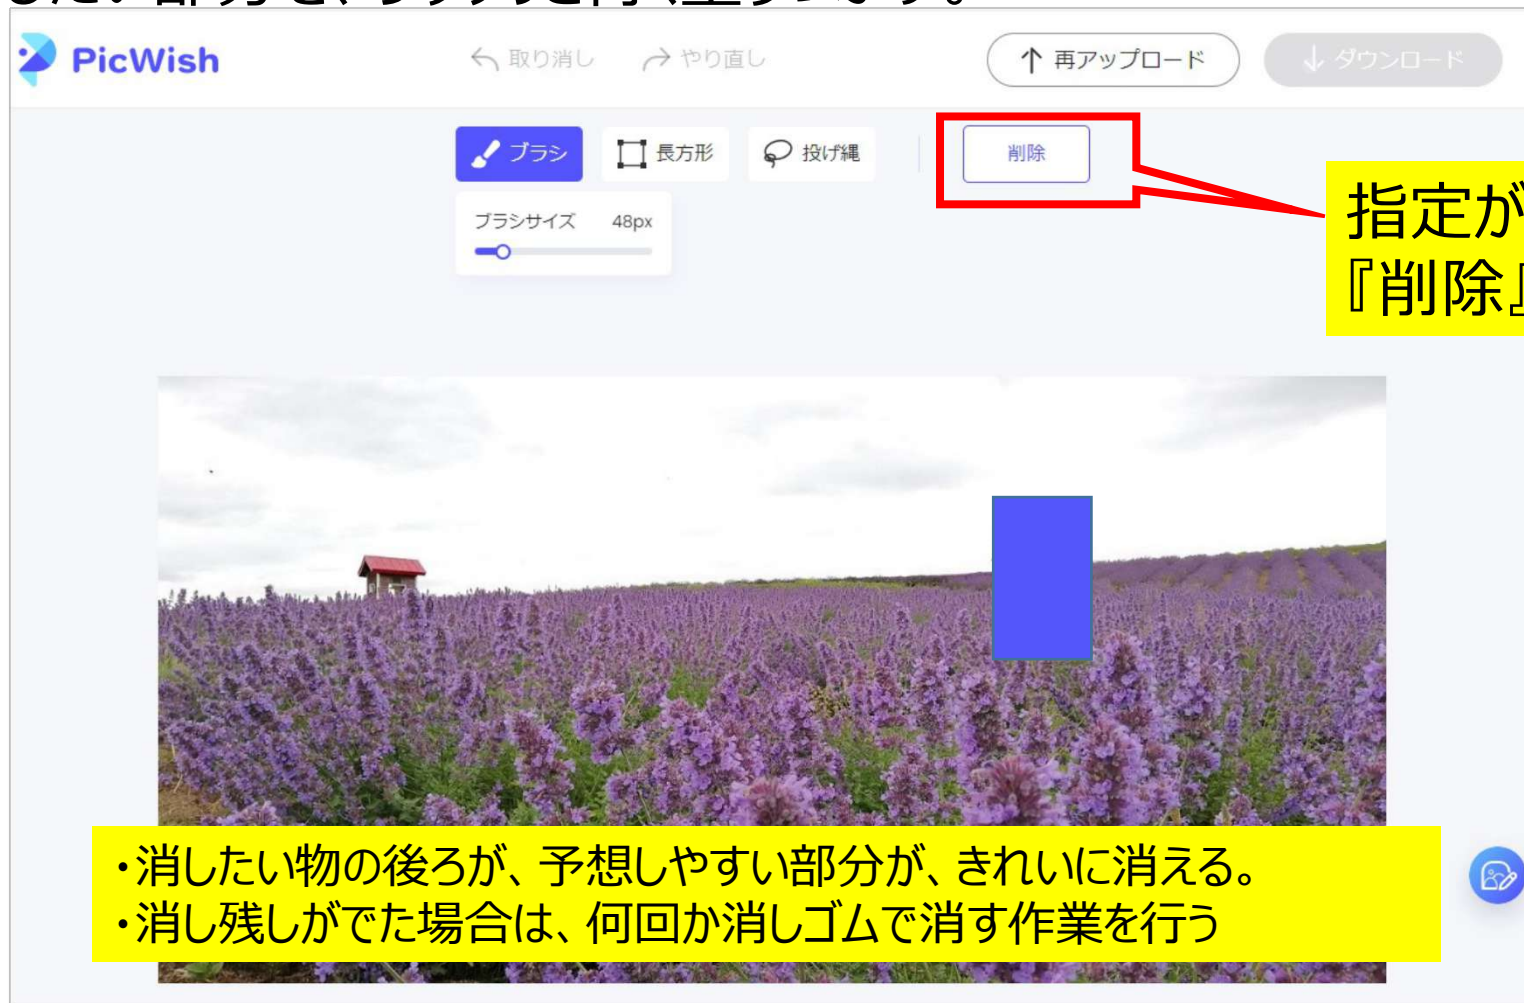 PicWish
取り消し
やり直し
再アップロード
ダウンロード
ブラシ
長方形
投げ縄
削除
ブラシサイズ 48px
指定が
『削除』
・消したい物の後ろが、予想しやすい部分が、きれいに消える。
・消し残しがでた場合は、何回か消しゴムで消す作業を行う